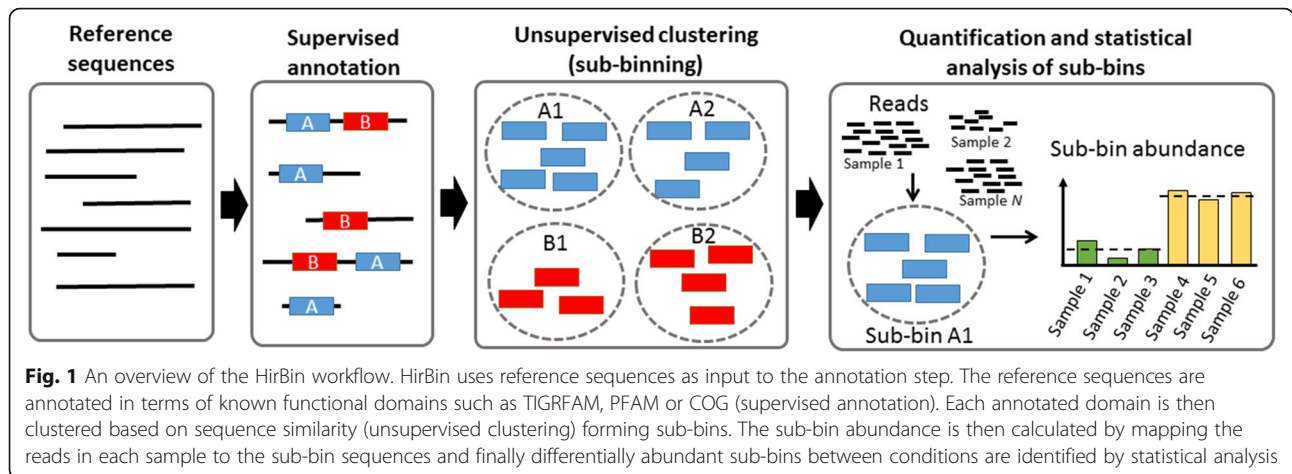 Reference
sequences
Supervised
annotation
Unsupervised clustering
(sub-binning)
Quantification and statistical
analysis of sub-bins
A B
A
B
B A
A
A1
A2
B1
B2
Reads
Sample 1
Sample 2
Sample N
Sub-bin A1
Sub-bin abundance
Sample 1
Sample 2
Sample 3
Sample 4
Sample 5
Sample 6
Fig. 1 An overview of the HirBin workflow. HirBin uses reference sequences as input to the annotation step. The reference sequences are
annotated in terms of known functional domains such as TIGRFAM, PFAM or COG (supervised annotation). Each annotated domain is then
clustered based on sequence similarity (unsupervised clustering) forming sub-bins. The sub-bin abundance is then calculated by mapping the
reads in each sample to the sub-bin sequences and finally differentially abundant sub-bins between conditions are identified by statistical analysis